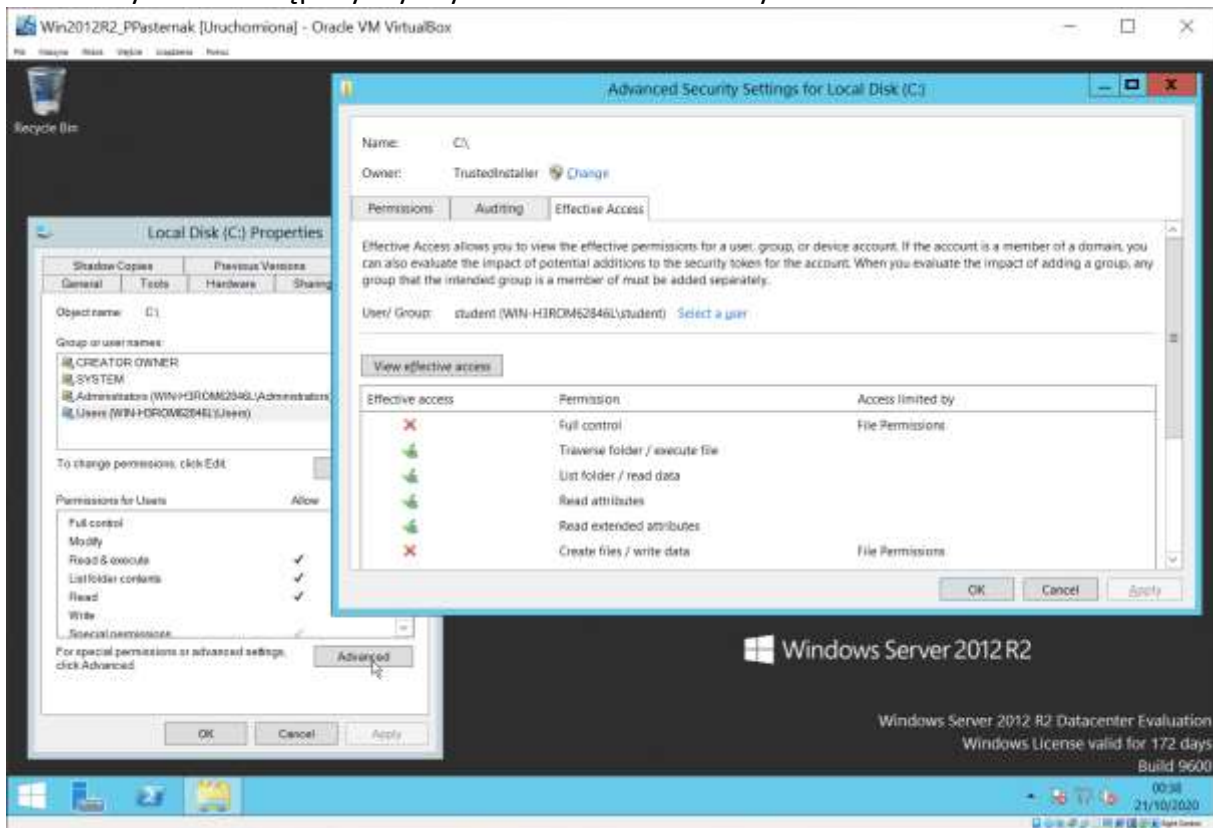 Win2012R2_PPasternak [Uruchomiona] - Oracle VM VirtualBox
Recycle Bin
Advanced Security Settings for Local Disk (C:)
Name: C:\
Owner: TrustedInstaller Change
Permissions Auditing Effective Access
Effective Access allows you to view the effective permissions for a user, group, or device account. If the account is a member of a domain, you
can also evaluate the impact of potential additions to the security token for the account. When you evaluate the impact of adding a group, any
group that the intended group is a member of must be added separately.
User/ Group: student (WIN-H3ROM62846L\student) Select a user
View effective access
Effective access Permission Access limited by
Full control File Permissions
Traverse folder / execute file
List folder / read data
Read attributes
Read extended attributes
Create files / write data File Permissions
OK Cancel Apply
Local Disk (C:) Properties
Shadow Copies Previous Versions
General Tools Hardware Sharing
Object name: C:\
Group or user names:
CREATOR OWNER
SYSTEM
Administrators (WIN-H3ROM62846L\Administrators
Users (WIN-H3ROM62846L\Users)
To change permissions, click Edit.
Permissions for Users Allow
Full control
Modify
Read & execute
List folder contents
Read
Write
Special permissions
For special permissions or advanced settings,
click Advanced.
Advanced
OK Cancel Apply
Windows Server 2012 R2
Windows Server 2012 R2 Datacenter Evaluation
Windows License valid for 172 days
Build 9600
00:38
21/10/2020